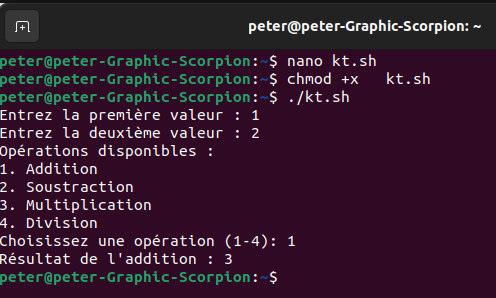 peter@peter-Graphic-Scorpion: ~
peter@peter-Graphic-Scorpion:~$ nano kt.sh
peter@peter-Graphic-Scorpion:~$ chmod +x   kt.sh
peter@peter-Graphic-Scorpion:~$ ./kt.sh
Entrez la première valeur : 1
Entrez la deuxième valeur : 2
Opérations disponibles :
1. Addition
2. Soustraction
3. Multiplication
4. Division
Choisissez une opération (1-4): 1
Résultat de l'addition : 3
peter@peter-Graphic-Scorpion:~$